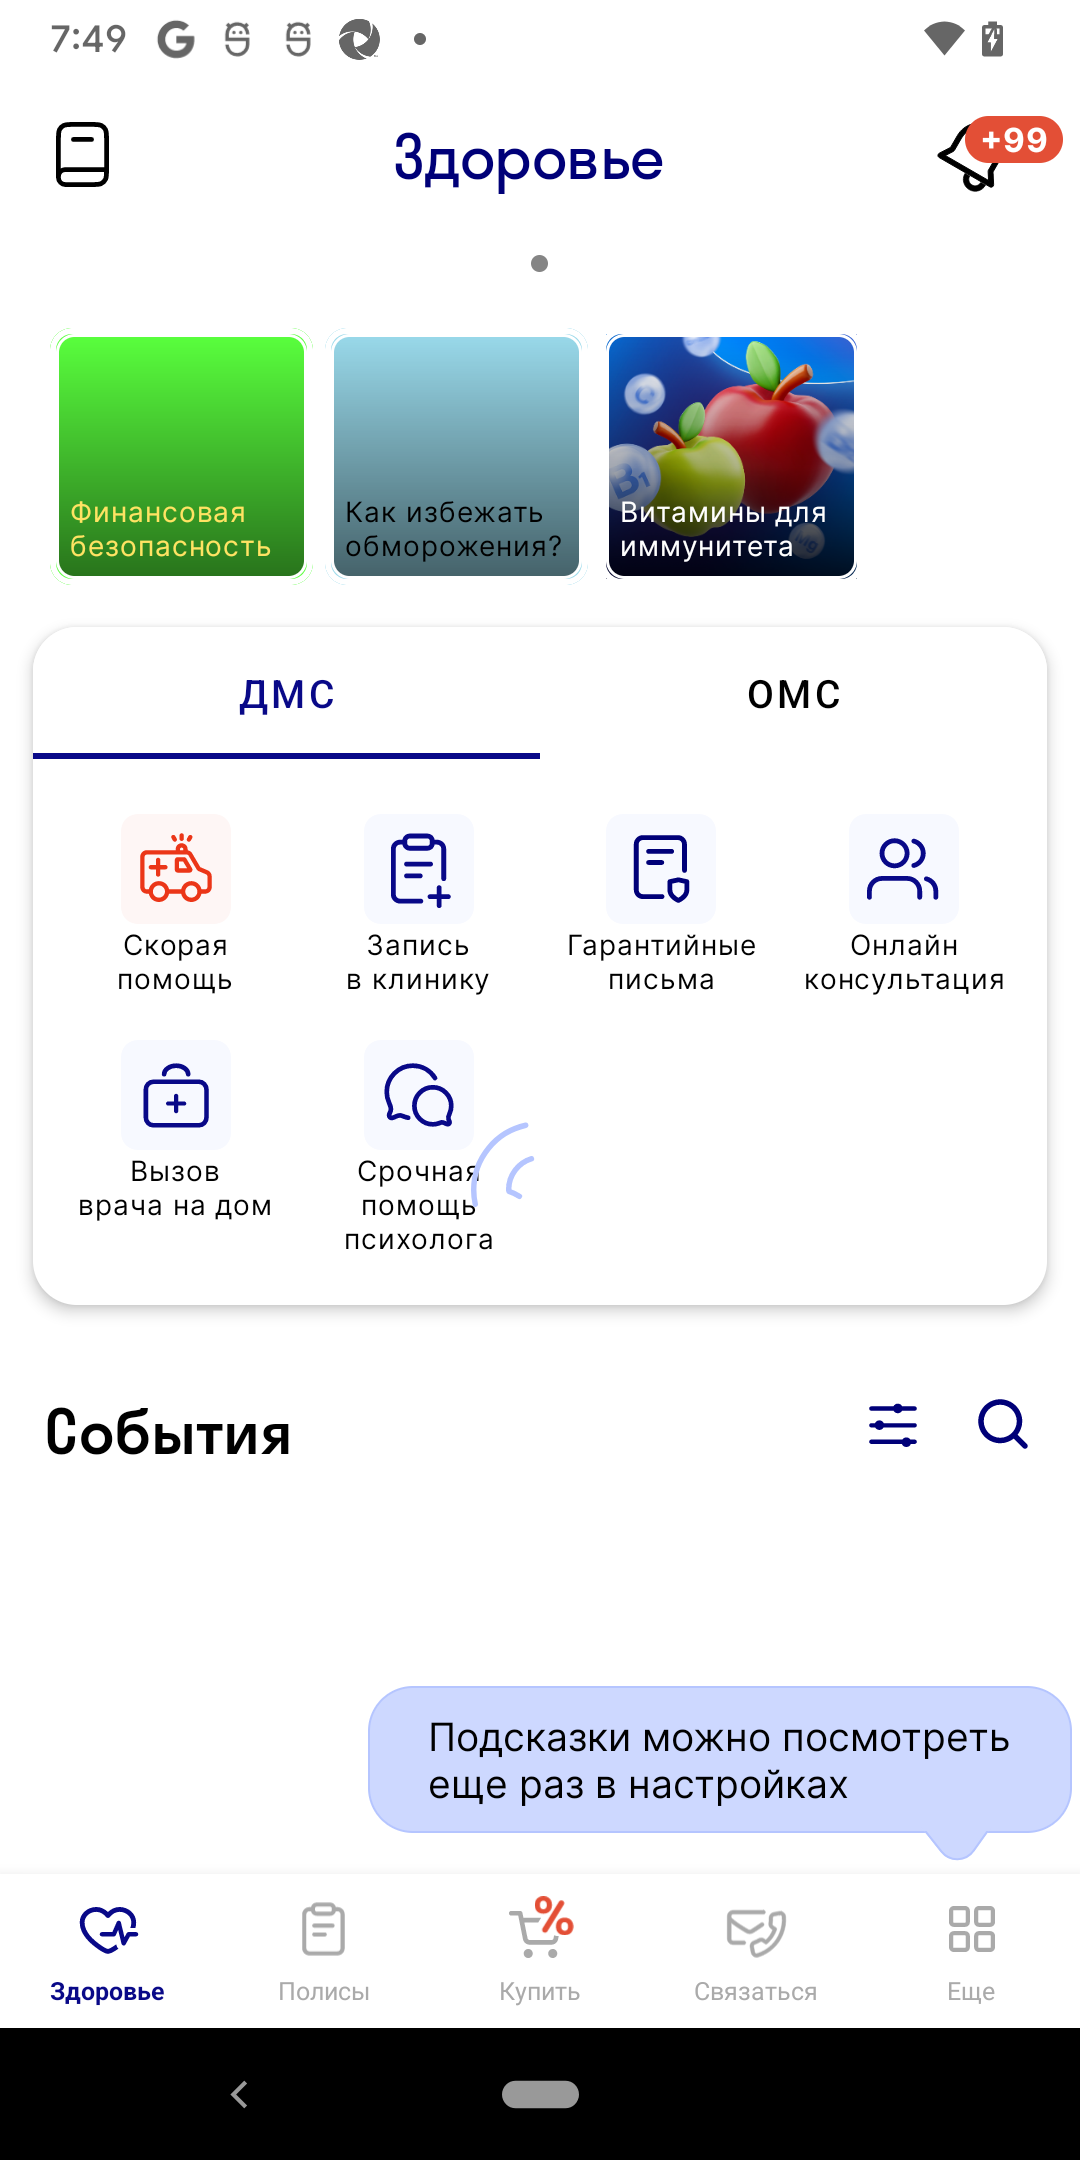 7:49
Здоровье
+99
Финансовая
безопасность
Как избежать
обморожения?
Витамины для
иммунитета
ДМС
ОМС
Скорая
помощь
Запись
в клинику
Гарантийные
письма
Онлайн
консультация
Вызов
врача на дом
Срочная
помощь
психолога
События
Подсказки можно посмотреть
еще раз в настройках
Здоровье
Полисы
Купить
Связаться
Еще